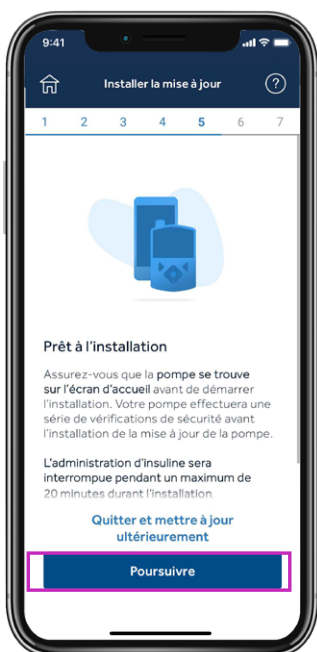 9:41
Installer la mise à jour
?
1 2 3 4 5 6 7
Prêt à l'installation
Assurez-vous que la pompe se trouve
sur l'écran d'accueil avant de démarrer
l'installation. Votre pompe effectuera une
série de vérifications de sécurité avant
l'installation de la mise à jour de la pompe.
L'administration d'insuline sera
interrompue pendant un maximum de
20 minutes durant l'installation.
Quitter et mettre à jour
ultérieurement
Poursuivre